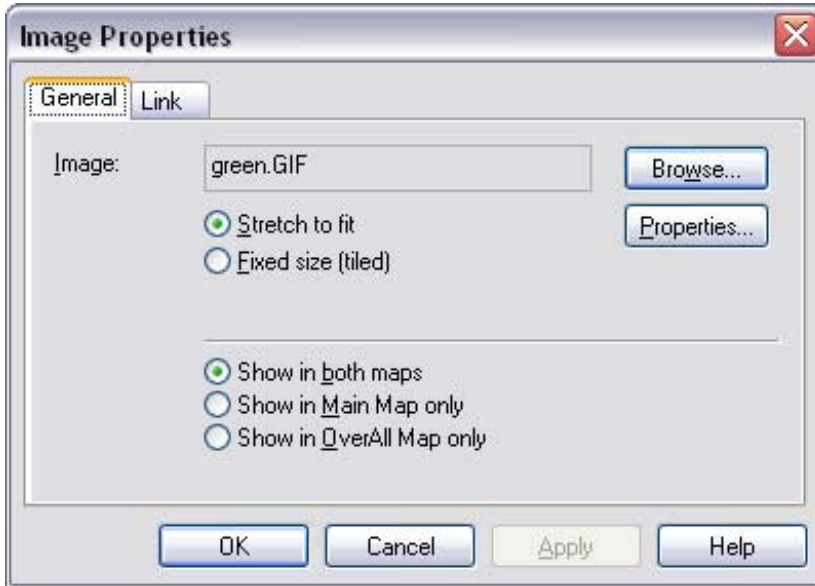 Image Properties
General Link
Image: green.GIF Browse...
Stretch to fit Properties...
Fixed size (tiled)
Show in both maps
Show in Main Map only
Show in OverAll Map only
OK Cancel Apply Help